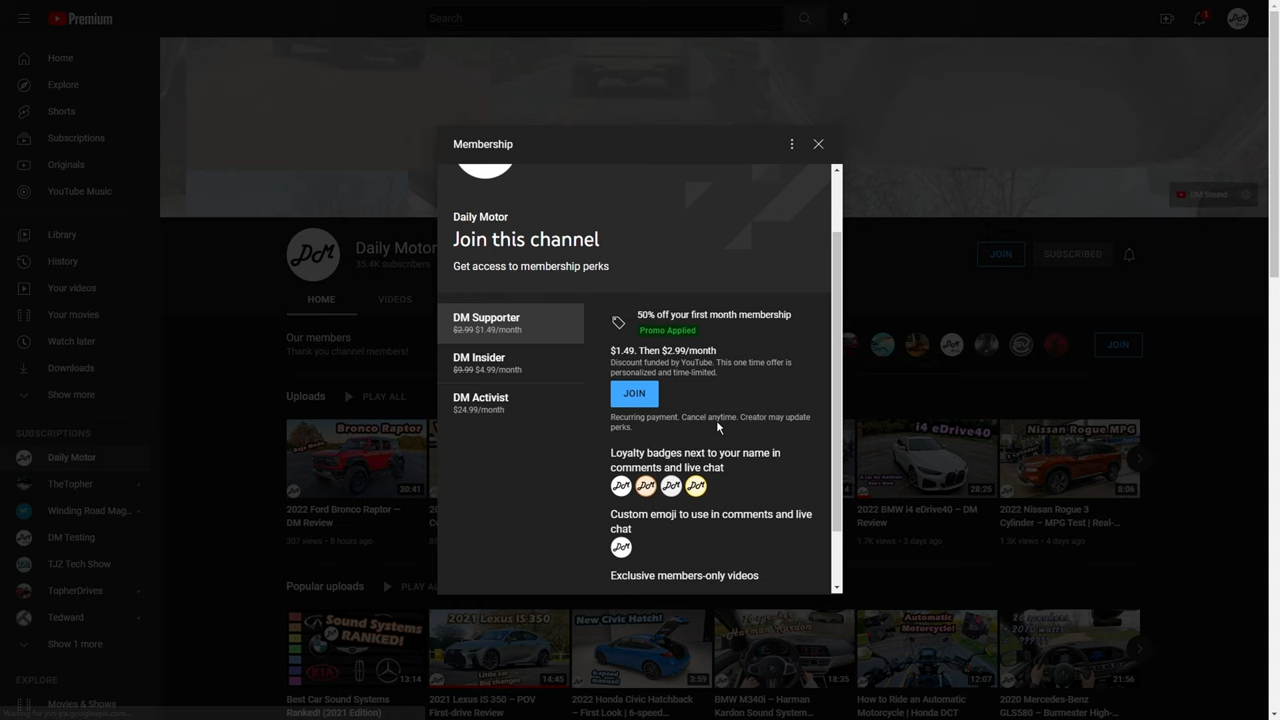 Premium
Search
1
Home
Explore
Shorts
Subscriptions
Originals
YouTube Music
Library
History
Your videos
Your movies
Watch later
Downloads
Show more
SUBSCRIPTIONS
Daily Motor
TheTopher
Winding Road Mag...
DM Testing
TJZ Tech Show
TopherDrives
Tedward
Show 1 more
EXPLORE
Movies & Shows
DM Sound
DM
Daily Motor
35.4K subscribers
JOIN
SUBSCRIBED
HOME
VIDEOS
Our members
Thank you channel members!
JOIN
Uploads
PLAY ALL
Bronco Raptor
30:41
2022 Ford Bronco Raptor —
DM Review
307 views • 8 hours ago
i4 eDrive40
28:25
2022 BMW i4 eDrive40 – DM
Review
1.7K views • 3 days ago
Nissan Rogue MPG
8:06
2022 Nissan Rogue 3
Cylinder – MPG Test | Real-...
1.3K views • 4 days ago
Popular uploads
PLAY AL
Sound Systems
RANKED!
KIA
13:14
Best Car Sound Systems
Ranked! (2021 Edition)
2021 Lexus IS 350
14:45
2021 Lexus IS 350 – POV
First-drive Review
New Civic Hatch!
3:59
2022 Honda Civic Hatchback
– First Look | 6-speed...
Harman Kardon
18:35
BMW M340i – Harman
Kardon Sound System...
Automatic
Motorcycle!
12:07
How to Ride an Automatic
Motorcycle | Honda DCT
26:51
2020 Mercedes-Benz
GLS580 – Burmester High-...
Membership
Daily Motor
Join this channel
Get access to membership perks
DM Supporter
$2.99 $1.49/month
DM Insider
$9.99 $4.99/month
DM Activist
$24.99/month
50% off your first month membership
Promo Applied
$1.49. Then $2.99/month
Discount funded by YouTube. This one time offer is
personalized and time-limited.
JOIN
Recurring payment. Cancel anytime. Creator may update
perks.
Loyalty badges next to your name in
comments and live chat
DM DM DM DM
Custom emoji to use in comments and live
chat
DM
Exclusive members-only videos